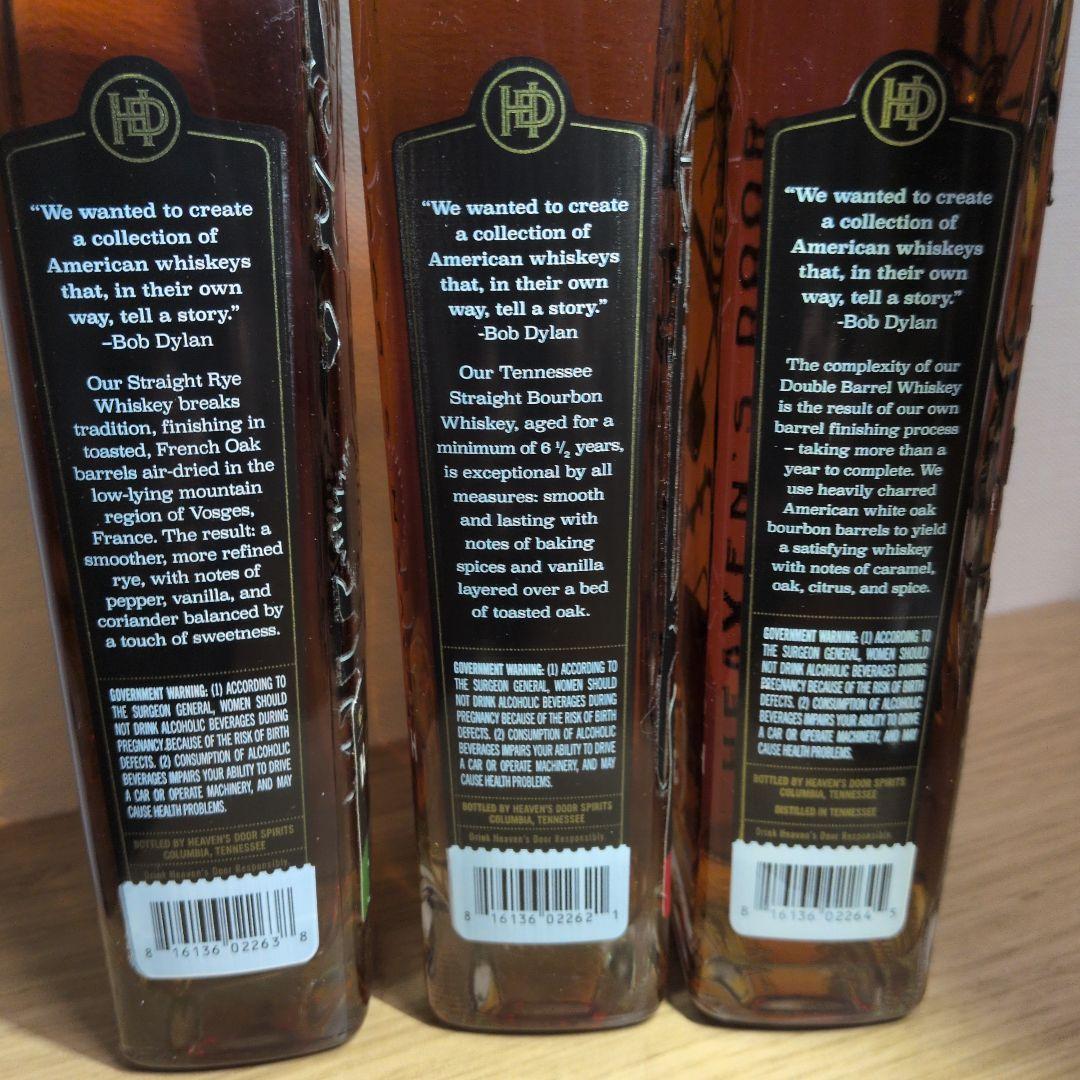 HD
“We wanted to create
a collection of
American whiskeys
that, in their own
way, tell a story.”
–Bob Dylan
Our Straight Rye
Whiskey breaks
tradition, finishing in
toasted, French Oak
barrels air-dried in the
low-lying mountain
region of Vosges,
France. The result: a
smoother, more refined
rye, with notes of
pepper, vanilla, and
coriander balanced by
a touch of sweetness.
GOVERNMENT WARNING: (1) ACCORDING TO
THE SURGEON GENERAL, WOMEN SHOULD
NOT DRINK ALCOHOLIC BEVERAGES DURING
PREGNANCY BECAUSE OF THE RISK OF BIRTH
DEFECTS. (2) CONSUMPTION OF ALCOHOLIC
BEVERAGES IMPAIRS YOUR ABILITY TO DRIVE
A CAR OR OPERATE MACHINERY, AND MAY
CAUSE HEALTH PROBLEMS.
BOTTLED BY HEAVEN'S DOOR SPIRITS
COLUMBIA, TENNESSEE
Drink Heaven's Door Responsibly.
8 16136 02263 8
HD
“We wanted to create
a collection of
American whiskeys
that, in their own
way, tell a story.”
-Bob Dylan
Our Tennessee
Straight Bourbon
Whiskey, aged for a
minimum of 6 ½ years,
is exceptional by all
measures: smooth
and lasting with
notes of baking
spices and vanilla
layered over a bed
of toasted oak.
GOVERNMENT WARNING: (1) ACCORDING TO
THE SURGEON GENERAL, WOMEN SHOULD
NOT DRINK ALCOHOLIC BEVERAGES DURING
PREGNANCY BECAUSE OF THE RISK OF BIRTH
DEFECTS. (2) CONSUMPTION OF ALCOHOLIC
BEVERAGES IMPAIRS YOUR ABILITY TO DRIVE
A CAR OR OPERATE MACHINERY, AND MAY
CAUSE HEALTH PROBLEMS.
BOTTLED BY HEAVEN'S DOOR SPIRITS
COLUMBIA, TENNESSEE
Drink Heaven's Door Responsibly.
8 16136 02262 1
HD
“We wanted to create
a collection of
American whiskeys
that, in their own
way, tell a story.”
-Bob Dylan
The complexity of our
Double Barrel Whiskey
is the result of our own
barrel finishing process
– taking more than a
year to complete. We
use heavily charred
American white oak
bourbon barrels to yield
a satisfying whiskey
with notes of caramel,
oak, citrus, and spice.
GOVERNMENT WARNING: (1) ACCORDING TO
THE SURGEON GENERAL, WOMEN SHOULD
NOT DRINK ALCOHOLIC BEVERAGES DURING
PREGNANCY BECAUSE OF THE RISK OF BIRTH
DEFECTS. (2) CONSUMPTION OF ALCOHOLIC
BEVERAGES IMPAIRS YOUR ABILITY TO DRIVE
A CAR OR OPERATE MACHINERY, AND MAY
CAUSE HEALTH PROBLEMS.
BOTTLED BY HEAVEN'S DOOR SPIRITS
COLUMBIA, TENNESSEE
DISTILLED IN TENNESSEE
Drink Heaven's Door Responsibly.
8 16136 02264 5
HEAVEN'S DOOR